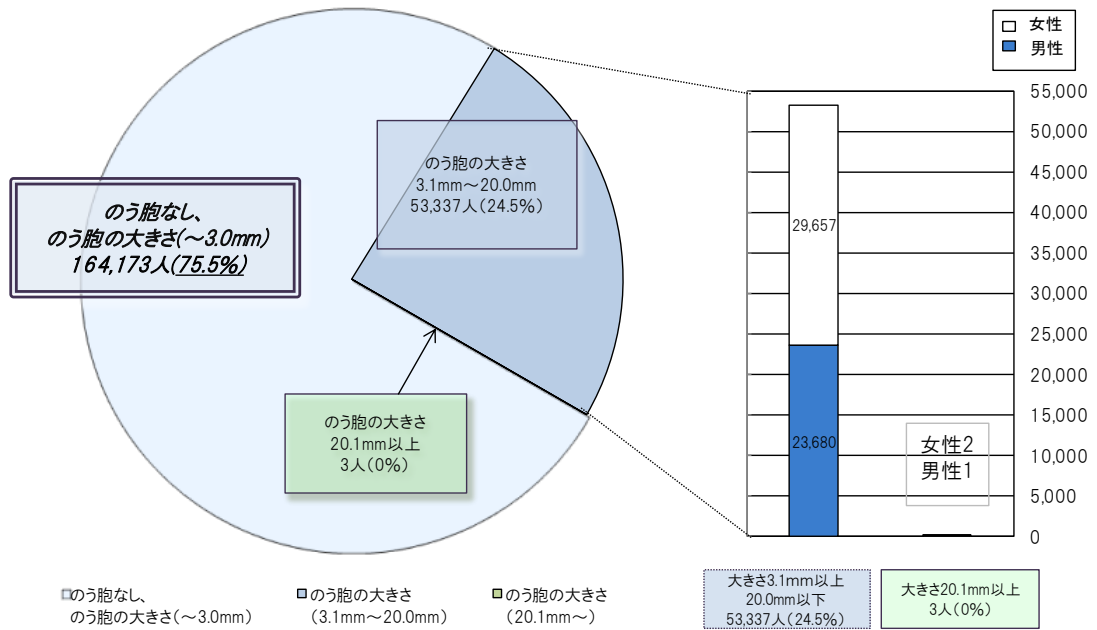 のう胞なし、
のう胞の大きさ(～3.0mm)
164,173人(75.5%)
のう胞の大きさ
3.1mm～20.0mm
53,337人(24.5%)
のう胞の大きさ
20.1mm以上
3人(0%)
女性
男性
55,000
50,000
45,000
40,000
35,000
30,000
25,000
20,000
15,000
10,000
5,000
0
29,657
23,680
女性2
男性1
のう胞なし、
のう胞の大きさ(～3.0mm)
のう胞の大きさ
(3.1mm～20.0mm)
のう胞の大きさ
(20.1mm～)
大きさ3.1mm以上
20.0mm以下
53,337人(24.5%)
大きさ20.1mm以上
3人(0%)